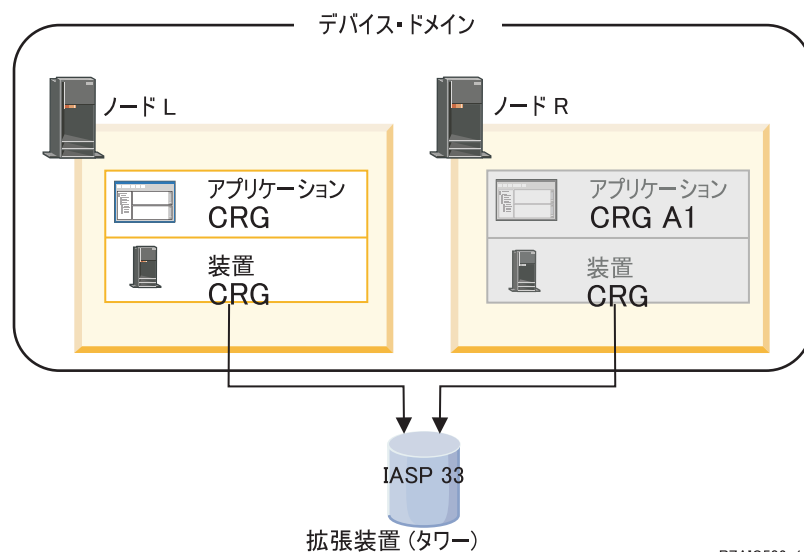 デバイス・ドメイン
ノード L
ノード R
アプリケーション
CRG
装置
CRG
アプリケーション
CRG A1
装置
CRG
IASP 33
拡張装置 (タワー)